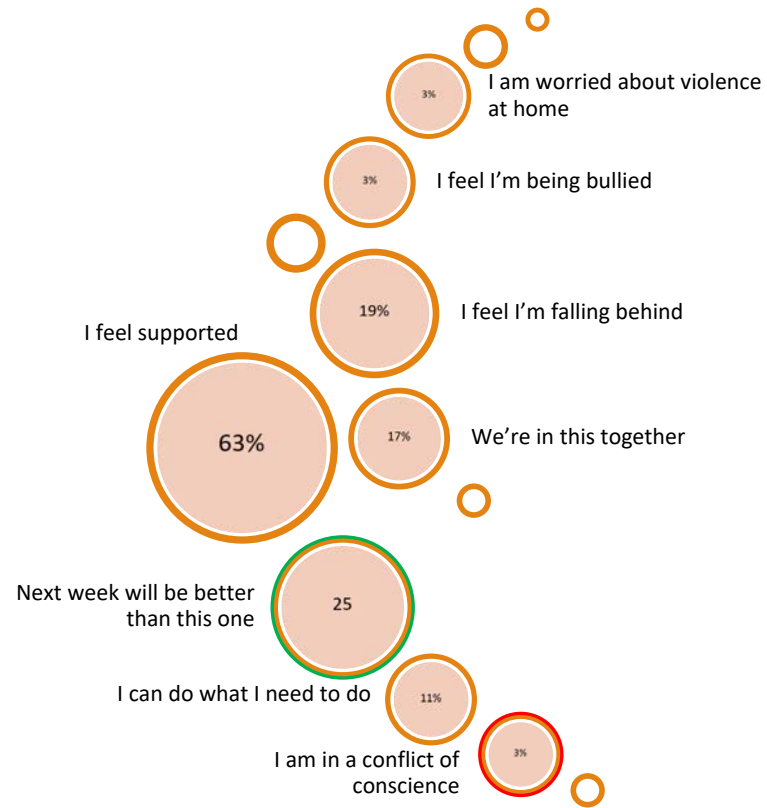 3%
I am worried about violence
at home
3%
I feel I'm being bullied
19%
I feel I'm falling behind
I feel supported
63%
17%
We're in this together
Next week will be better
than this one
25
I can do what I need to do
11%
I am in a conflict of
conscience
3%